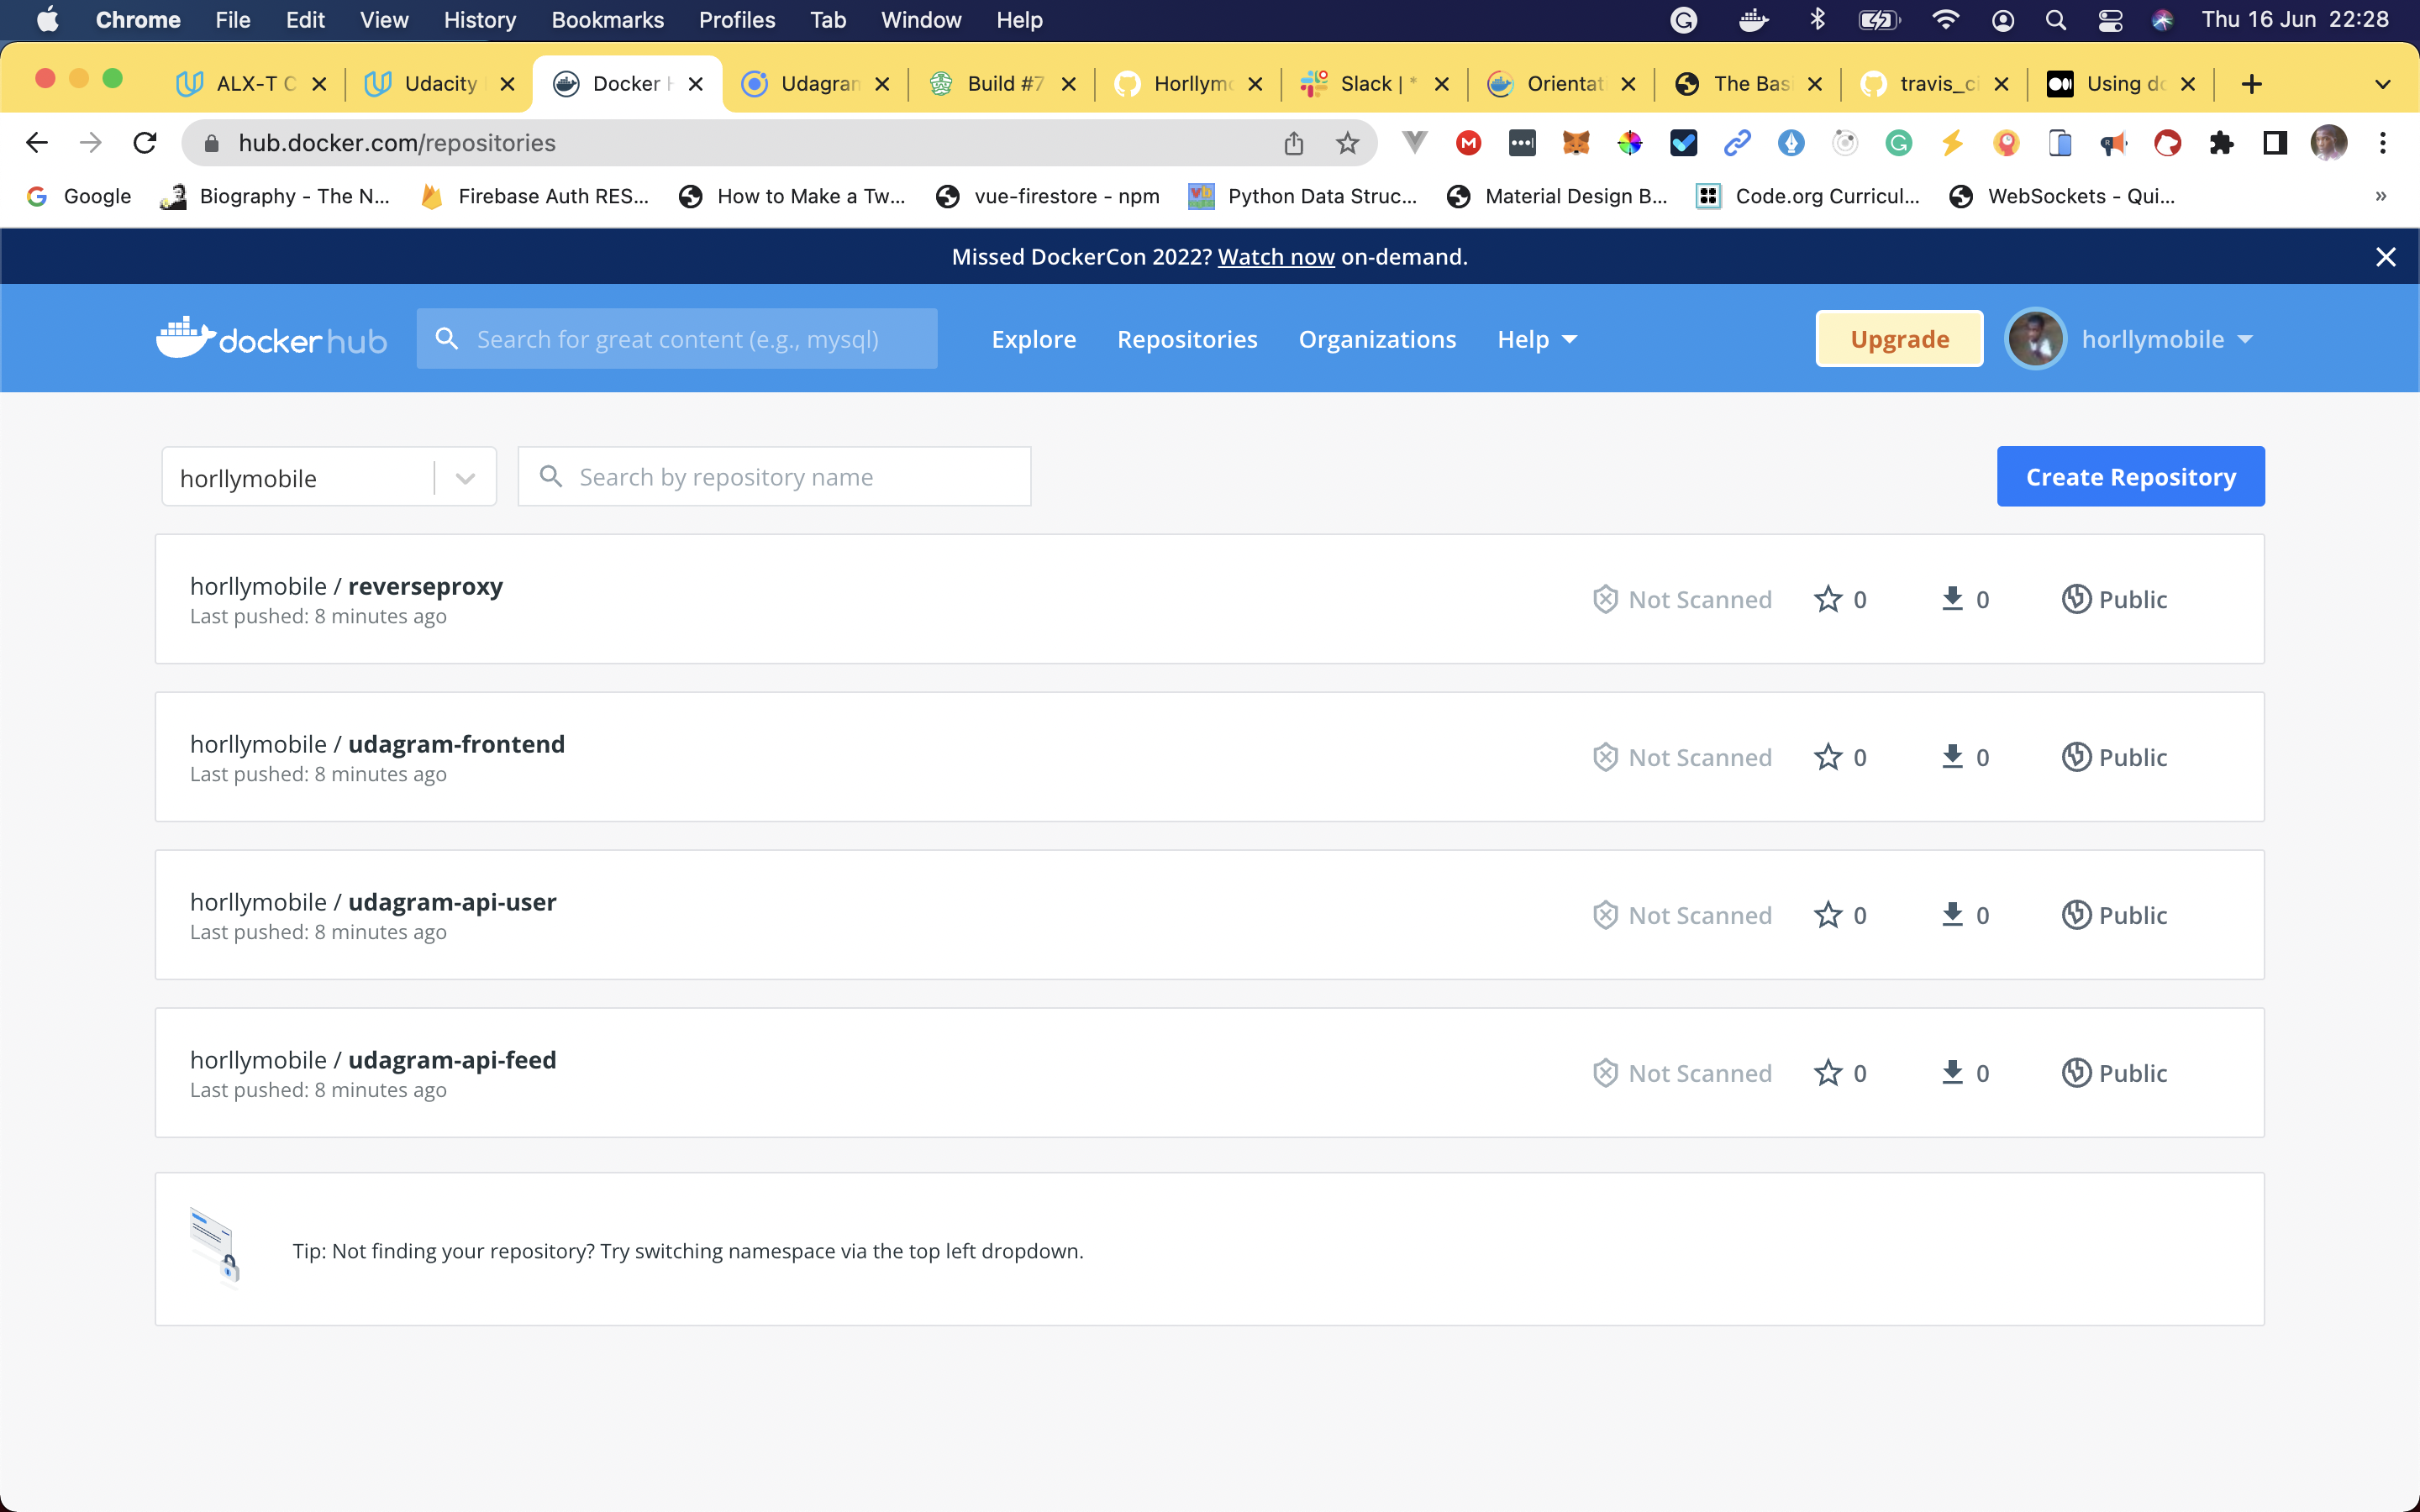 Chrome File Edit View History Bookmarks Profiles Tab Window Help Thu 16 Jun 22:28
ALX-T C Udacity Docker H Udagram Build #7 Horllymo Slack | * Orientat The Bas travis_ci Using do
hub.docker.com/repositories
Google Biography - The N... Firebase Auth RES... How to Make a Tw... vue-firestore - npm Python Data Struc... Material Design B... Code.org Curricul... WebSockets - Qui... »
Missed DockerCon 2022? Watch now on-demand.
docker hub Search for great content (e.g., mysql) Explore Repositories Organizations Help Upgrade horllymobile
horllymobile Search by repository name Create Repository
horllymobile / reverseproxy
Last pushed: 8 minutes ago
Not Scanned 0 0 Public
horllymobile / udagram-frontend
Last pushed: 8 minutes ago
Not Scanned 0 0 Public
horllymobile / udagram-api-user
Last pushed: 8 minutes ago
Not Scanned 0 0 Public
horllymobile / udagram-api-feed
Last pushed: 8 minutes ago
Not Scanned 0 0 Public
Tip: Not finding your repository? Try switching namespace via the top left dropdown.